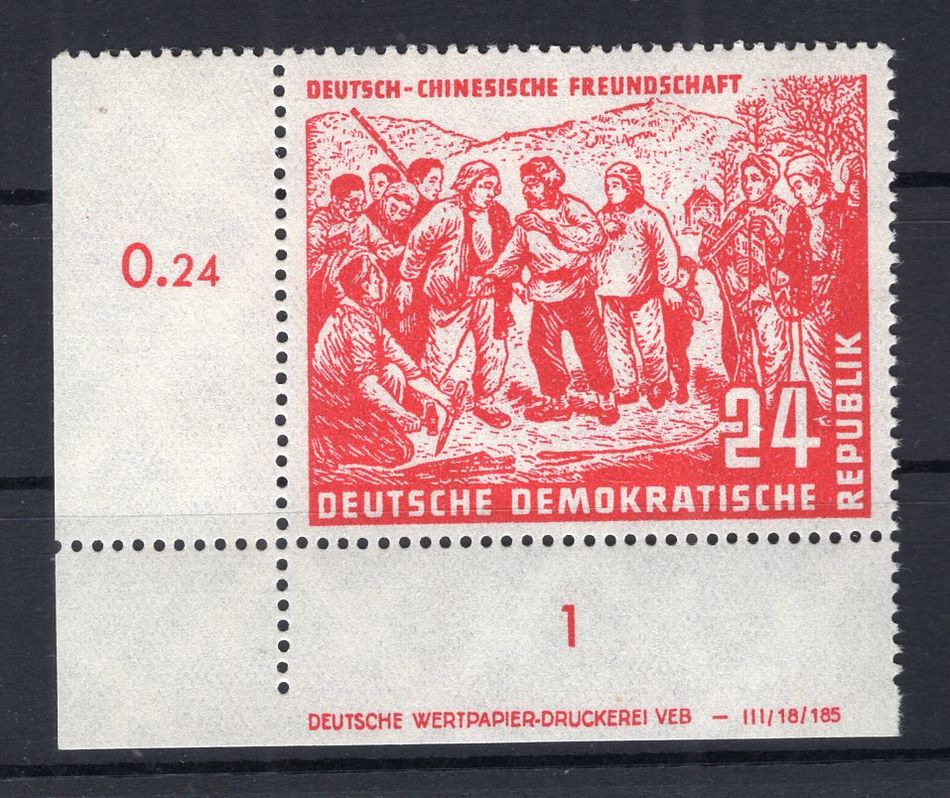 DEUTSCH-CHINESISCHE FREUNDSCHAFT
0.24
24
REPUBLIK
DEUTSCHE DEMOKRATISCHE
1
DEUTSCHE WERTPAPIER-DRUCKEREI VEB — III/18/185